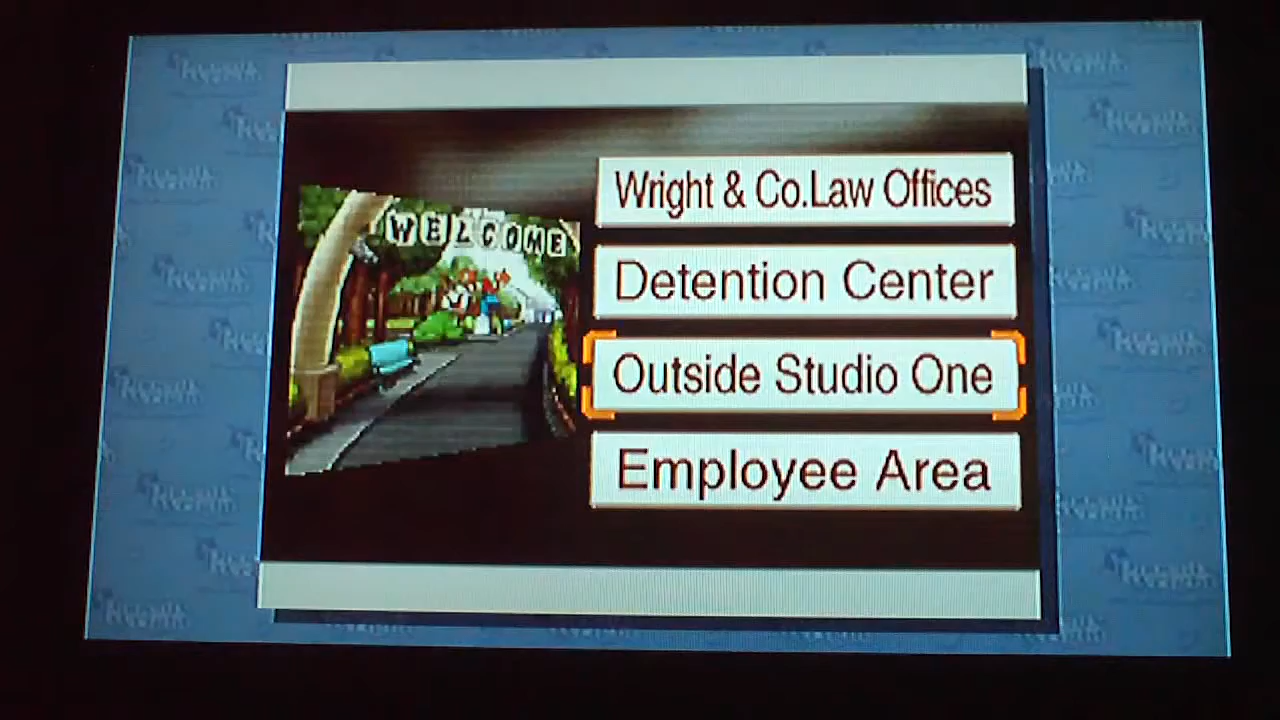 WELCOME
Wright & Co.Law Offices
Detention Center
Outside Studio One
Employee Area